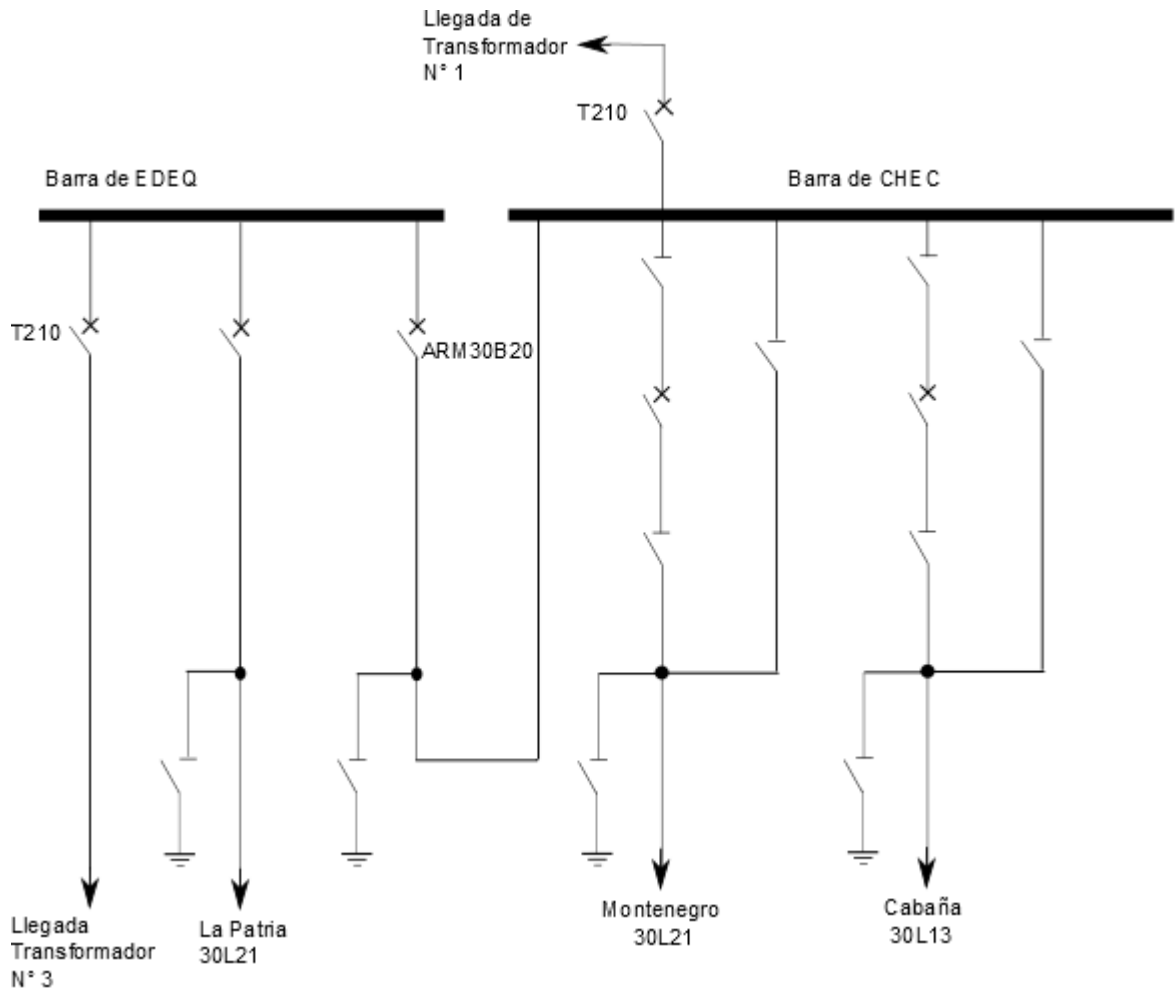 Llegada de
Transformador
N° 1
T210
Barra de EDEQ
Barra de CHEC
T210
ARM30B20
Llegada
Transformador
N° 3
La Patria
30L21
Montenegro
30L21
Cabaña
30L13